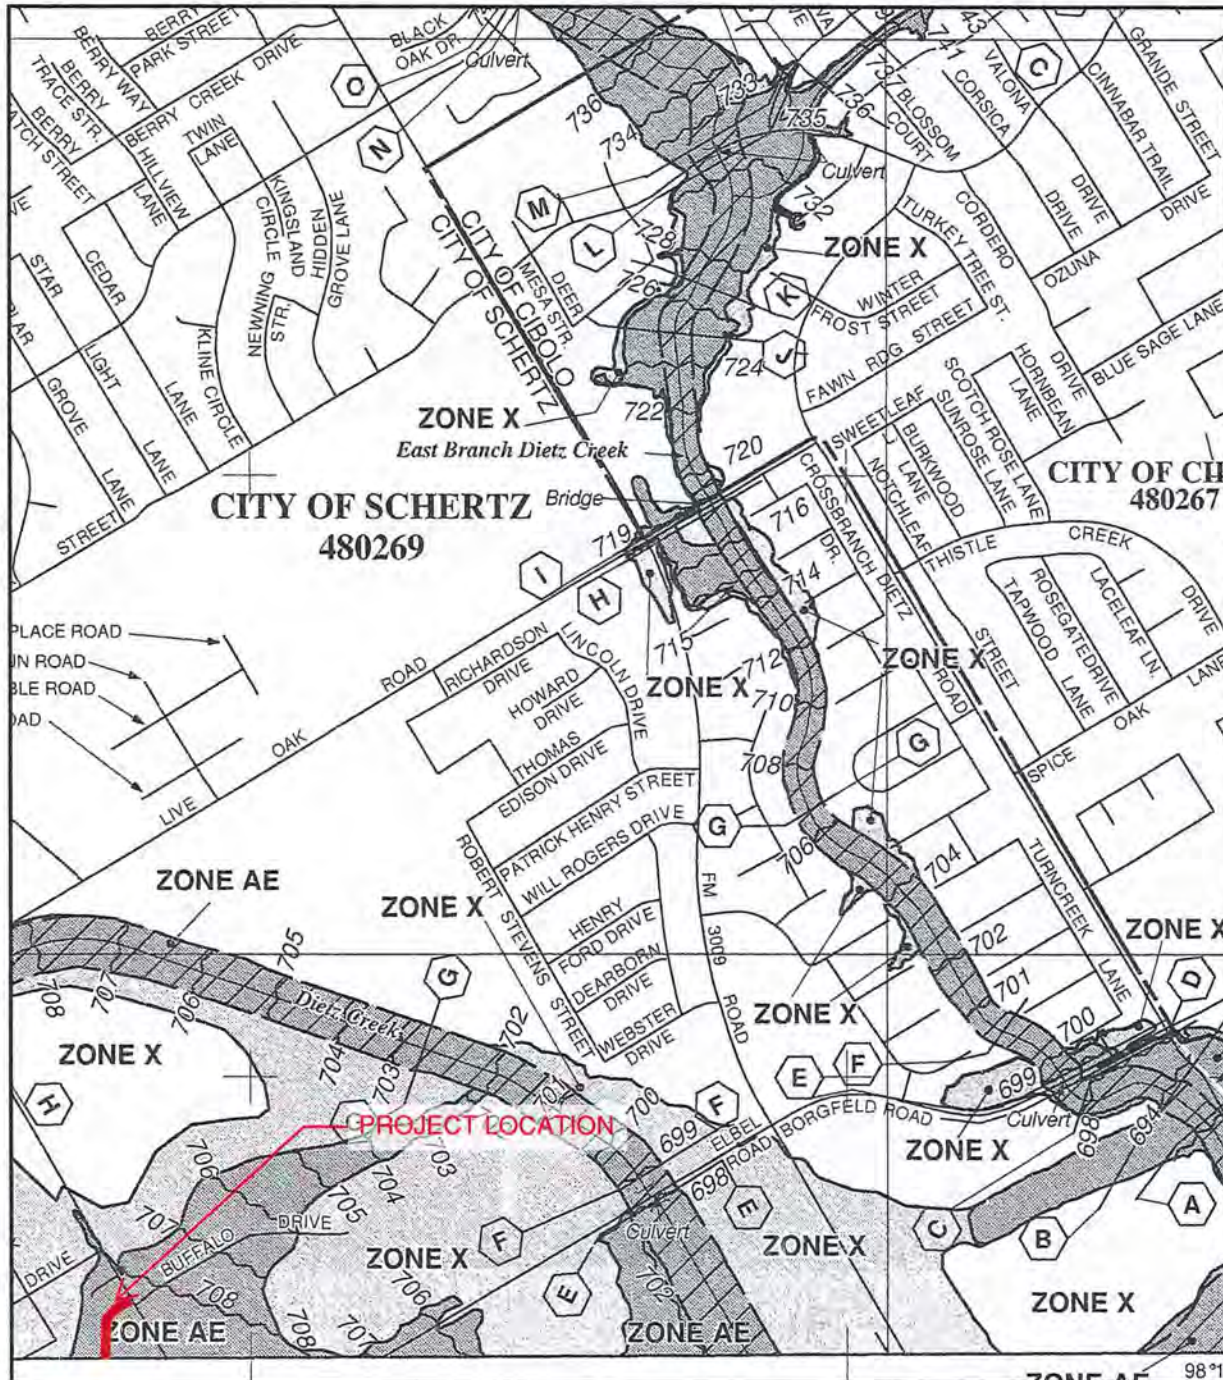 BERRY
PARK STREET
BERRY WAY
BERRY
TRACE STR.
BERRY
BERRY CREEK DRIVE
BLACK
OAK DR.
Culvert
HILLVIEW
LANE
TWIN
LANE
KINGSLAND
CIRCLE
NEWNING
STR.
HIDDEN
GROVE LANE
KLINE CIRCLE
CEDAR
LIGHT
LANE
LANE
STAR
GROVE
LANE
STREET
O
N
M
L
K
J
C
736
734
733
735
736
737
741
43
732
728
726
724
722
720
VALONA
CORSICA
DRIVE
DRIVE
BLOSSOM
COURT
CINNABAR TRAIL
GRANDE STREET
DRIVE
Culvert
ZONE X
CITY OF CIBOLO
CITY OF SCHERTZ
DEER
MESA STR.
TURKEY TREE ST.
CORDERO
DRIVE
OZUNA
WINTER
FROST STREET
FAWN RDG STREET
BLUE SAGE LANE
ZONE X
East Branch Dietz Creek
SWEETLEAF
SCOTCH ROSE LANE
SUNROSE LANE
HORNBEAN
LANE
BURKWOOD
LANE
NOTCHLEAF
CITY OF SCHERTZ
480269
Bridge
CITY OF CI
480267
719
I
H
716
714
715
712
710
708
706
704
702
701
700
699
698
694
CROSSBRANCH
DR.
DIETZ
ROAD
THISTLE
CREEK
DRIVE
STREET
ROSEGATEDRIVE
TAPWOOD LANE
LACELEAF LN.
OAK
LANE
SPICE
ZONE X
ZONE X
PLACE ROAD
IN ROAD
BLE ROAD
OAD
LIVE
OAK
ROAD
RICHARDSON
DRIVE
LINCOLN DRIVE
HOWARD
DRIVE
THOMAS
EDISON DRIVE
PATRICK HENRY STREET
WILL ROGERS DRIVE
ROBERT STEVENS STREET
HENRY
FORD DRIVE
DEARBORN
DRIVE
WEBSTER
DRIVE
FM
3009
ROAD
G
G
TURNCREEK
LANE
ZONE AE
ZONE X
ZONE X
ZONE X
D
E
F
Dietz Creek
708
707
706
705
704
703
702
701
700
699
698
G
ZONE X
H
F
ELBEL
ROAD
BORGFELD ROAD
Culvert
ZONE X
PROJECT LOCATION
706
703
704
705
707
708
BUFFALO
DRIVE
DRIVE
ZONE X
F
E
E
Culvert
ZONE X
C
B
A
ZONE X
706
707
708
702
ZONE AE
ZONE AE
ZONE AE
98°1